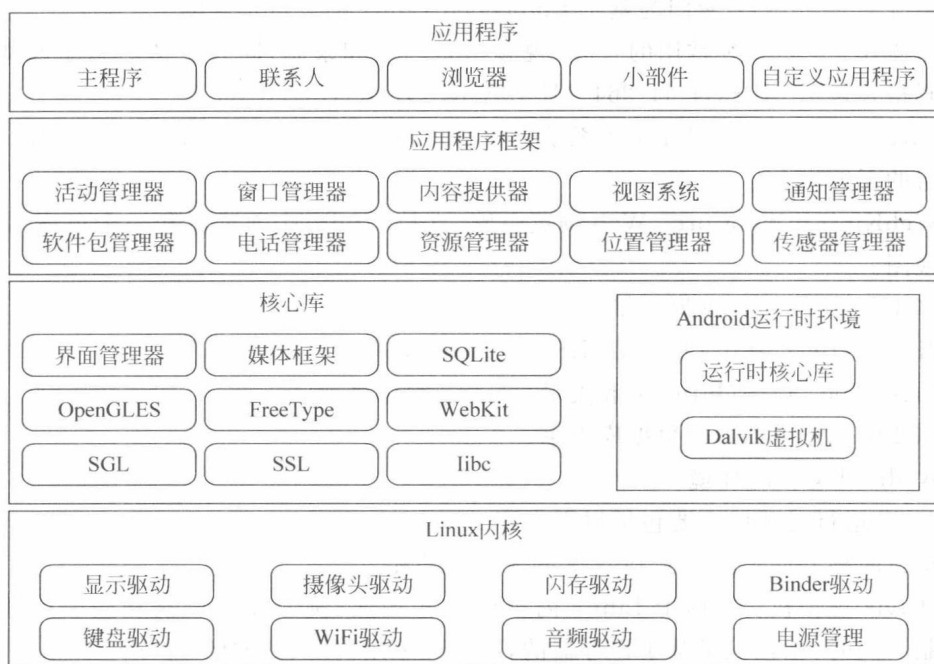 应用程序
主程序 联系人 浏览器 小部件 自定义应用程序
应用程序框架
活动管理器 窗口管理器 内容提供器 视图系统 通知管理器
软件包管理器 电话管理器 资源管理器 位置管理器 传感器管理器
核心库
界面管理器 媒体框架 SQLite
OpenGLES FreeType WebKit
SGL SSL Iibc
Android运行时环境
运行时核心库
Dalvik虚拟机
Linux内核
显示驱动 摄像头驱动 闪存驱动 Binder驱动
键盘驱动 WiFi驱动 音频驱动 电源管理